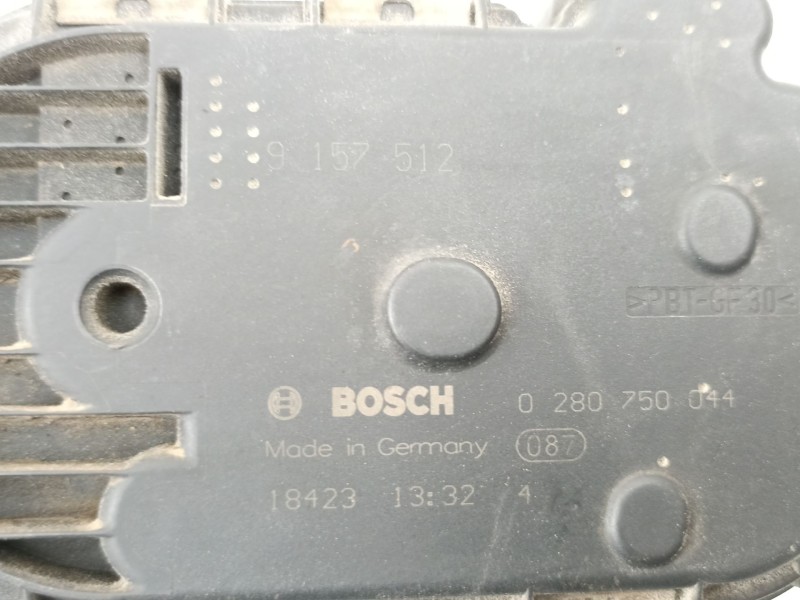 9 157 512
>PBT-GF30<
BOSCH 0 280 750 044
Made in Germany 087
18423 13:32 4